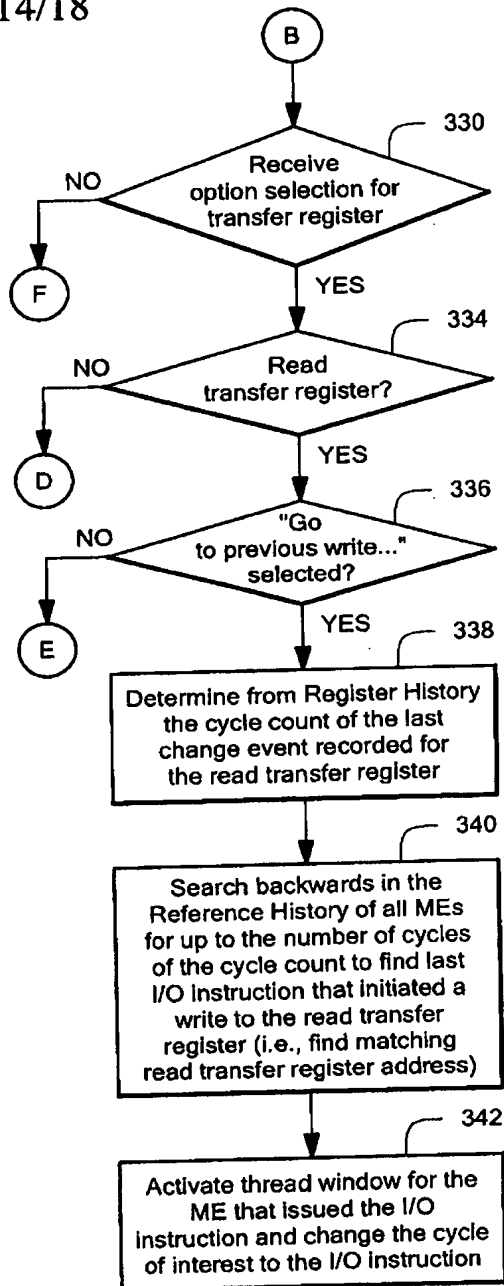 14/18
B
330
Receive
option selection for
transfer register
NO
F
YES
334
Read
transfer register?
NO
D
YES
336
"Go
to previous write..."
selected?
NO
E
YES
338
Determine from Register History
the cycle count of the last
change event recorded for
the read transfer register
340
Search backwards in the
Reference History of all MEs
for up to the number of cycles
of the cycle count to find last
I/O instruction that initiated a
write to the read transfer
register (i.e., find matching
read transfer register address)
342
Activate thread window for the
ME that issued the I/O
instruction and change the cycle
of interest to the I/O instruction